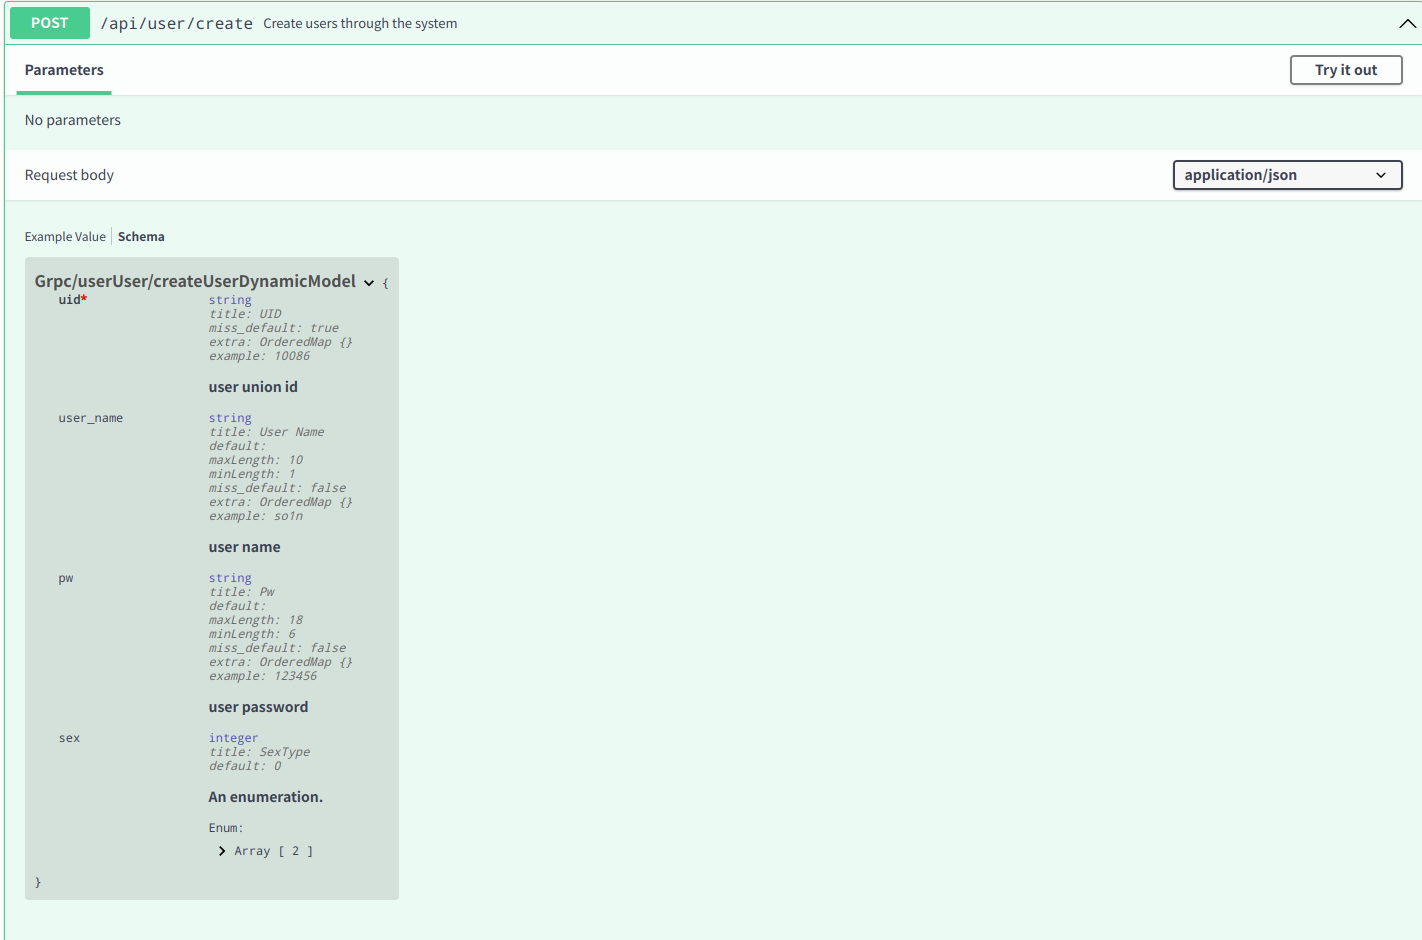 POST /api/user/create Create users through the system
Parameters
Try it out
No parameters
Request body
application/json
Example Value Schema
Grpc/userUser/createUserDynamicModel {
uid* string
title: UID
miss_default: true
extra: OrderedMap {}
example: 10086
user union id
user_name string
title: User Name
default:
maxLength: 10
minLength: 1
miss_default: false
extra: OrderedMap {}
example: so1n
user name
pw string
title: Pw
default:
maxLength: 18
minLength: 6
miss_default: false
extra: OrderedMap {}
example: 123456
user password
sex integer
title: SexType
default: 0
An enumeration.
Enum:
Array [ 2 ]
}